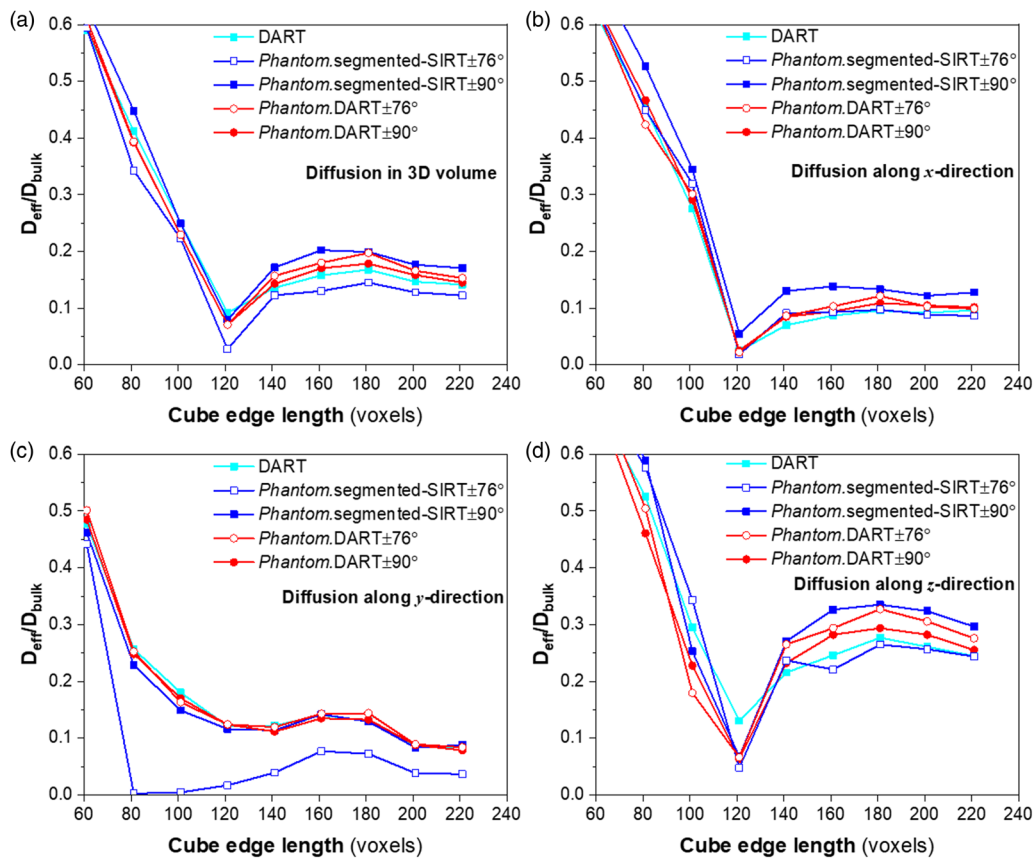 (a)
0.6
0.5
0.4
0.3
0.2
0.1
0.0
D_eff/D_bulk
DART
Phantom.segmented-SIRT±76°
Phantom.segmented-SIRT±90°
Phantom.DART±76°
Phantom.DART±90°
Diffusion in 3D volume
60 80 100 120 140 160 180 200 220 240
Cube edge length (voxels)
(b)
0.6
0.5
0.4
0.3
0.2
0.1
0.0
D_eff/D_bulk
DART
Phantom.segmented-SIRT±76°
Phantom.segmented-SIRT±90°
Phantom.DART±76°
Phantom.DART±90°
Diffusion along x-direction
60 80 100 120 140 160 180 200 220 240
Cube edge length (voxels)
(c)
0.6
0.5
0.4
0.3
0.2
0.1
0.0
D_eff/D_bulk
DART
Phantom.segmented-SIRT±76°
Phantom.segmented-SIRT±90°
Phantom.DART±76°
Phantom.DART±90°
Diffusion along y-direction
60 80 100 120 140 160 180 200 220 240
Cube edge length (voxels)
(d)
0.6
0.5
0.4
0.3
0.2
0.1
0.0
D_eff/D_bulk
DART
Phantom.segmented-SIRT±76°
Phantom.segmented-SIRT±90°
Phantom.DART±76°
Phantom.DART±90°
Diffusion along z-direction
60 80 100 120 140 160 180 200 220 240
Cube edge length (voxels)